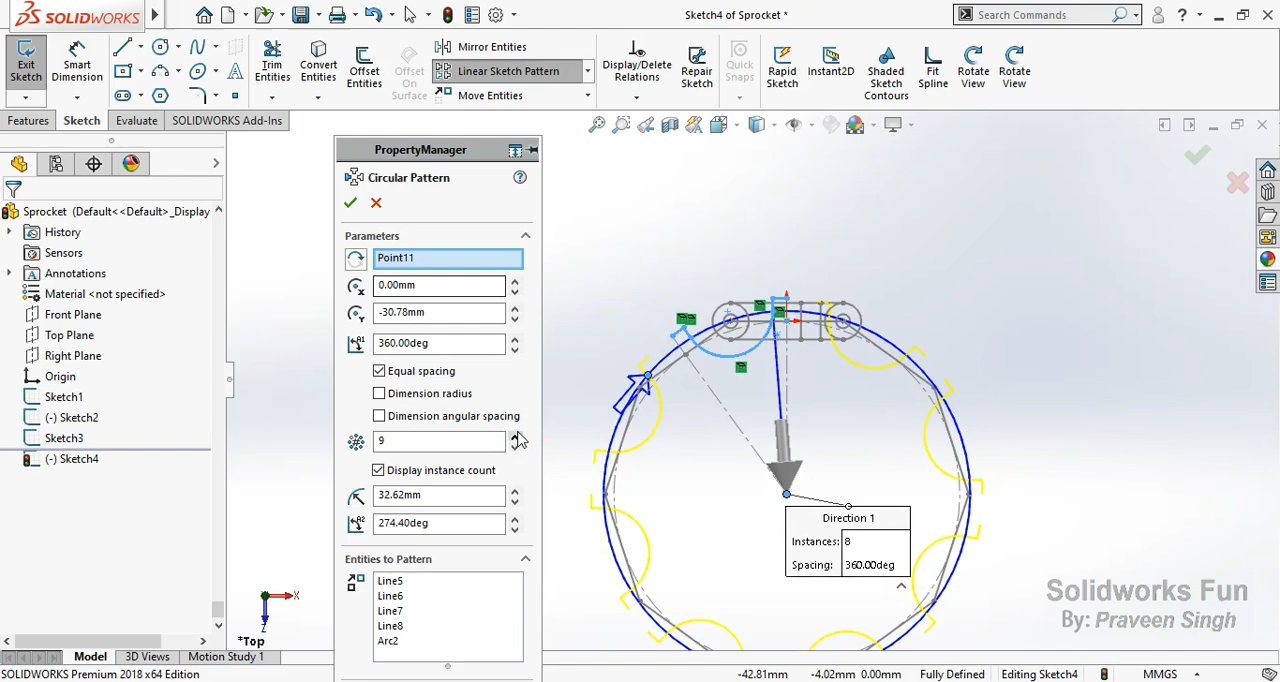 SOLIDWORKS
Sketch4 of Sprocket *
Search Commands
Exit Sketch
Smart Dimension
Trim Entities
Convert Entities
Offset Entities
Offset On Surface
Mirror Entities
Linear Sketch Pattern
Move Entities
Display/Delete Relations
Repair Sketch
Quick Snaps
Rapid Sketch
Instant2D
Shaded Sketch Contours
Fit Spline
Rotate View
Rotate View
Features
Sketch
Evaluate
SOLIDWORKS Add-Ins
Sprocket (Default<<Default>_Display
History
Sensors
Annotations
Material <not specified>
Front Plane
Top Plane
Right Plane
Origin
Sketch1
(-) Sketch2
Sketch3
(-) Sketch4
PropertyManager
Circular Pattern
Parameters
Point11
0.00mm
-30.78mm
360.00deg
Equal spacing
Dimension radius
Dimension angular spacing
9
Display instance count
32.62mm
274.40deg
Entities to Pattern
Line5
Line6
Line7
Line8
Arc2
Direction 1
Instances: 8
Spacing: 360.00deg
Solidworks Fun
By: Praveen Singh
X
Z
*Top
Model
3D Views
Motion Study 1
SOLIDWORKS Premium 2018 x64 Edition
-42.81mm
-4.02mm 0.00mm
Fully Defined
Editing Sketch4
MMGS